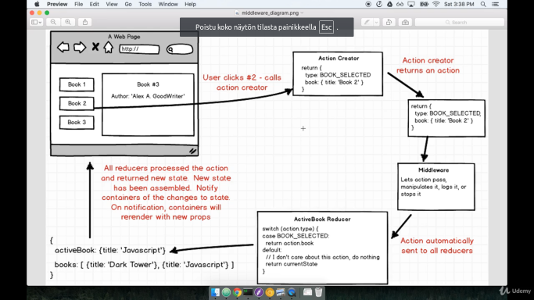 Preview File Edit View Go Tools Window Help
Sat 3:38 PM
middleware_diagram.png
Search
Poistu koko näytön tilasta painikkeella Esc .
A Web Page
http://
Book 1
Book 2
Book 3
Book #3
Author: 'Alex A. GoodWriter'
User clicks #2 - calls
action creator
Action Creator
return {
type: BOOK_SELECTED
book: { title: 'Book 2' }
}
Action creator
returns an action
return {
type: BOOK_SELECTED,
book: { title: 'Book 2' }
}
Middleware
Lets action pass,
manipulates it, logs it, or
stops it
Action automatically
sent to all reducers
ActiveBook Reducer
switch (action.type) {
case BOOK_SELECTED:
return action.book
default:
// I don't care about this action, do nothing
return currentState
}
All reducers processed the action
and returned new state. New state
has been assembled. Notify
containers of the changes to state.
On notification, containers will
rerender with new props
{
activeBook: {title: 'Javascript'}
books: [ {title: 'Dark Tower'}, {title: 'Javascript'} ]
}
Udemy